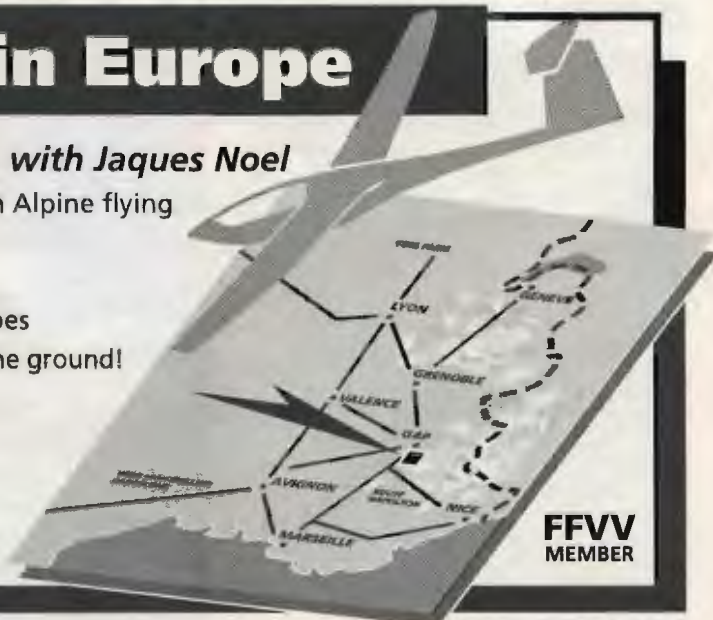 in Europe
with Jaques Noel
Alpine flying
he ground!
LYON
GENEVE
GRENOBLE
VALENCE
GAP
AVIGNON
NICE
MARSEILLE
FFVV
MEMBER